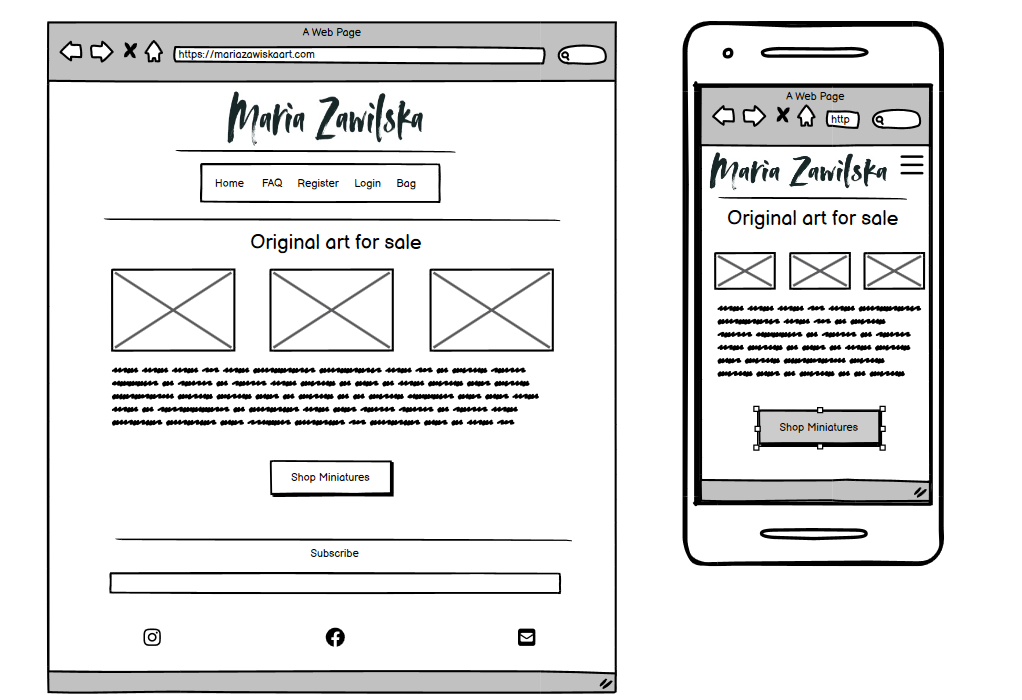 A Web Page
https://mariazawiskaart.com
Maria Zawilska
Home FAQ Register Login Bag
Original art for sale
Shop Miniatures
Subscribe
A Web Page
http
Maria Zawilska
Original art for sale
Shop Miniatures